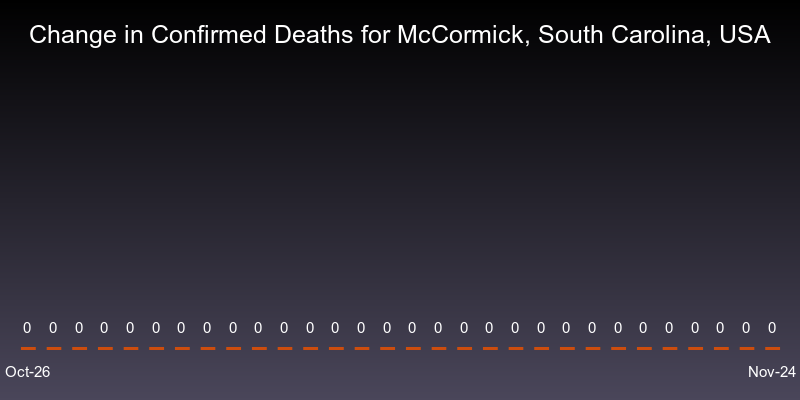 Change in Confirmed Deaths for McCormick, South Carolina, USA
0 0 0 0 0 0 0 0 0 0 0 0 0 0 0 0 0 0 0 0 0 0 0 0 0 0 0 0 0 0
Oct-26 Nov-24